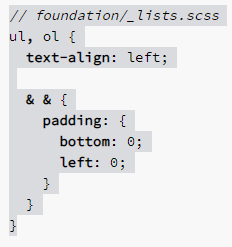 // foundation/_lists.scss
ul, ol {
  text-align: left;

  & & {
    padding: {
      bottom: 0;
      left: 0;
    }
  }
}